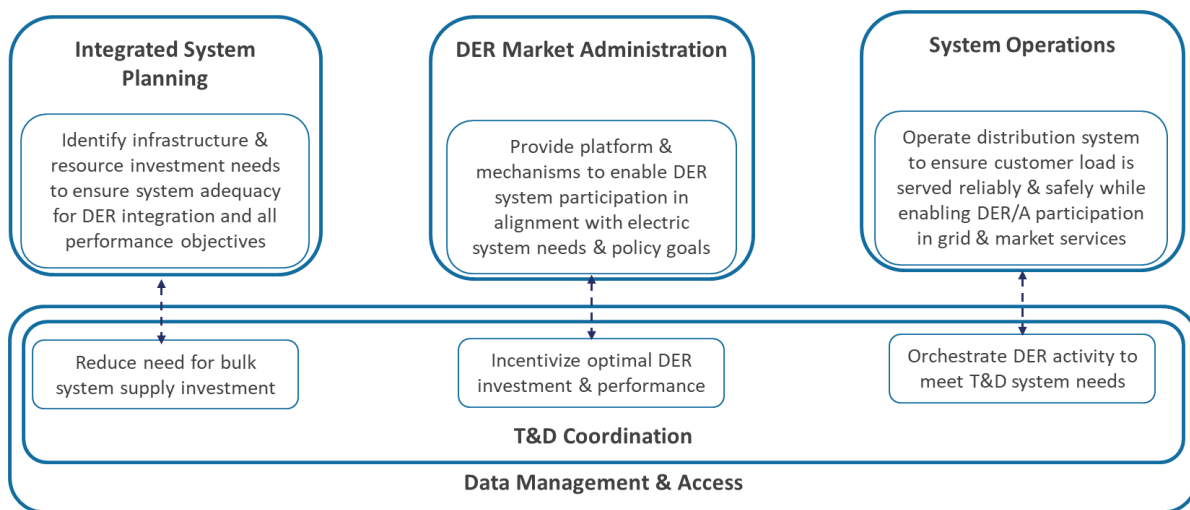 Integrated System
Planning
Identify infrastructure &
resource investment needs
to ensure system adequacy
for DER integration and all
performance objectives
DER Market Administration
Provide platform &
mechanisms to enable DER
system participation in
alignment with electric
system needs & policy goals
System Operations
Operate distribution system
to ensure customer load is
served reliably & safely while
enabling DER/A participation
in grid & market services
Reduce need for bulk
system supply investment
Incentivize optimal DER
investment & performance
Orchestrate DER activity to
meet T&D system needs
T&D Coordination
Data Management & Access